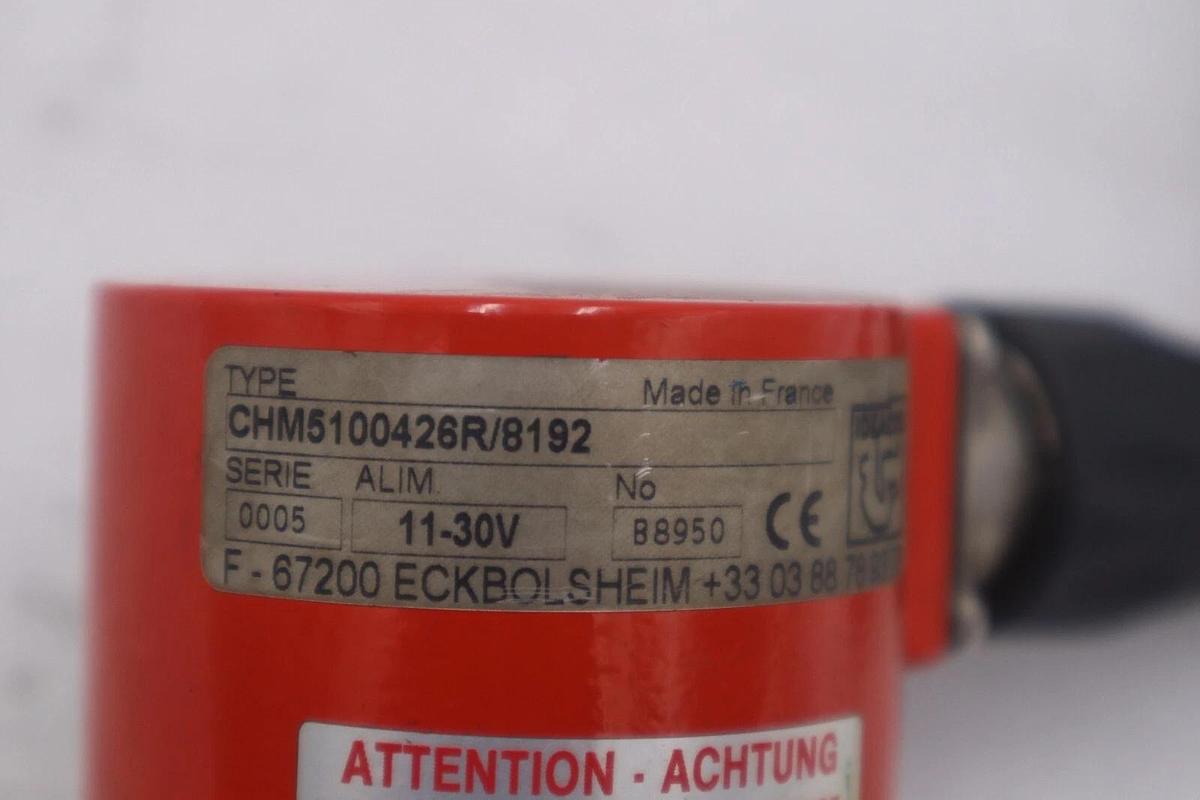 TYPE Made in France
CHM5100426R/8192
SERIE ALIM. No
0005 11-30V B8950 CE
F - 67200 ECKBOLSHEIM +33 03 88 78
ATTENTION - ACHTUNG